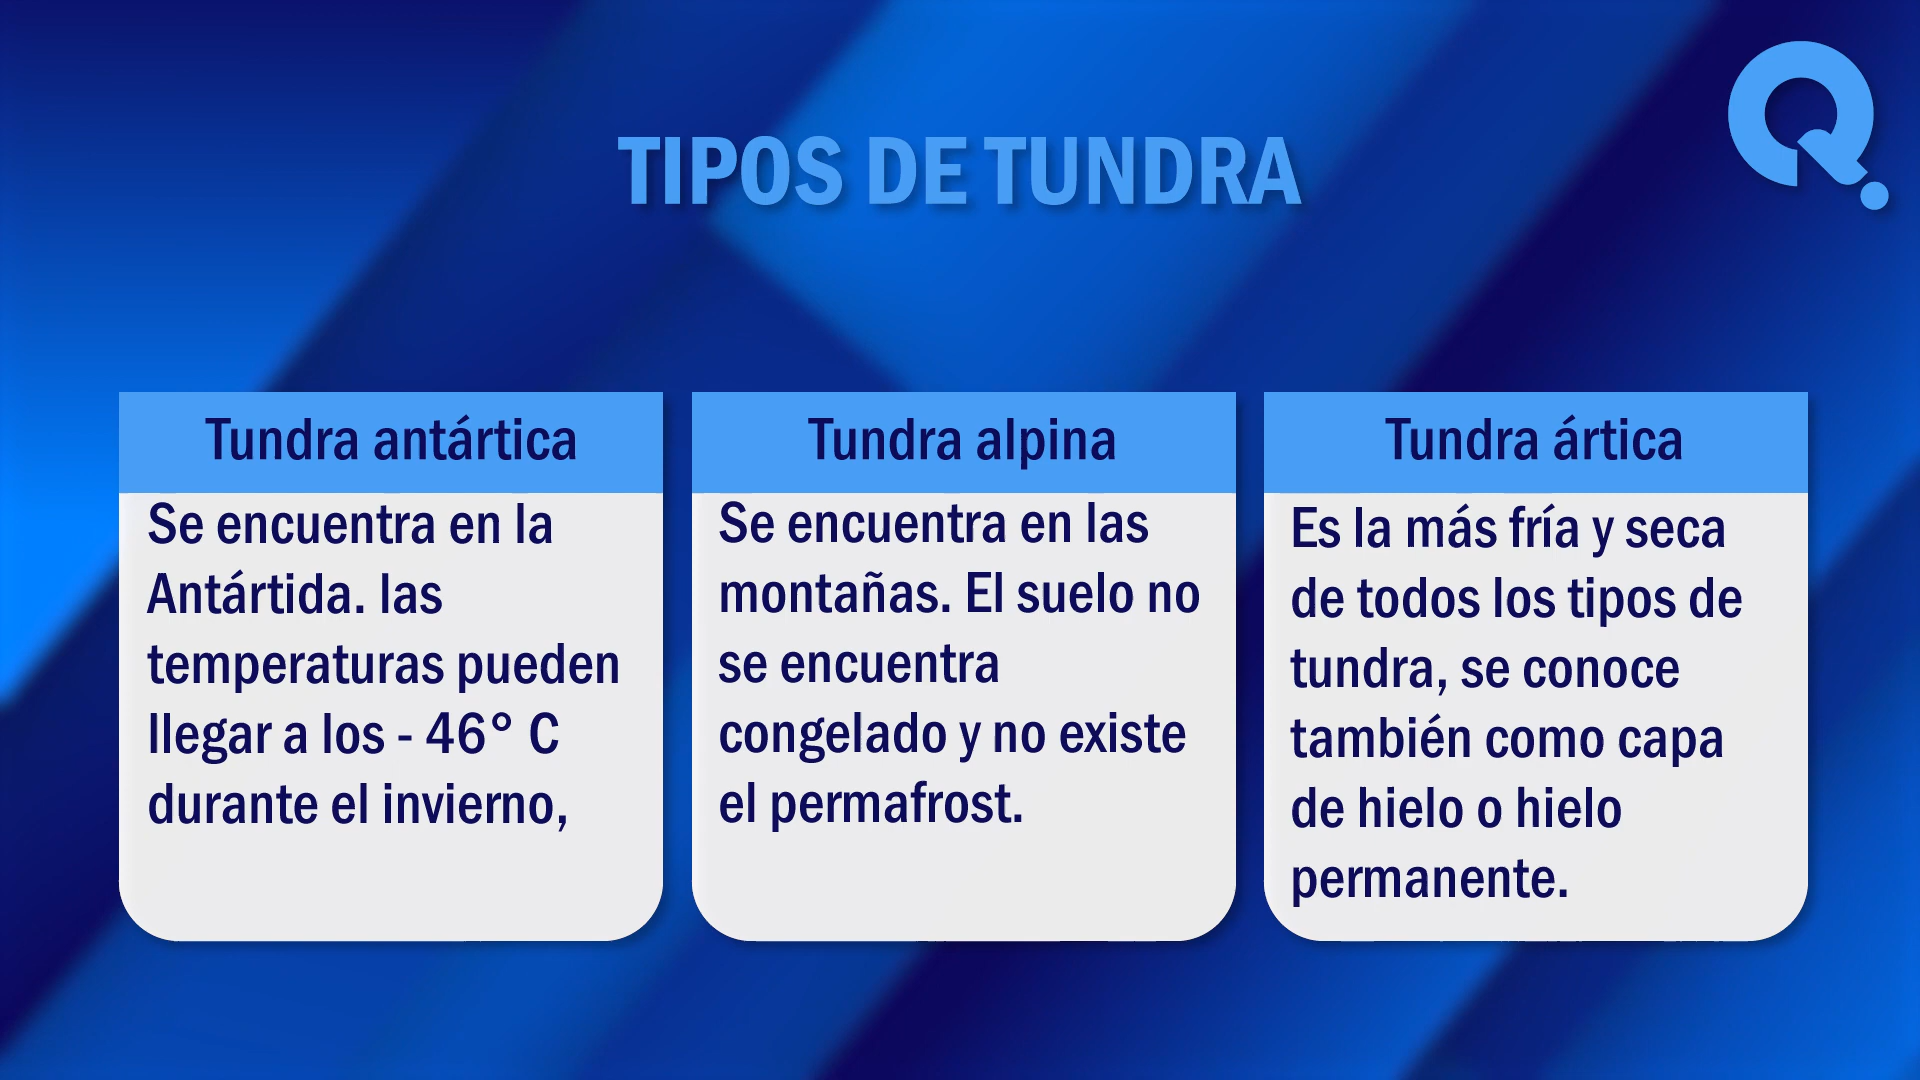 Q.
TIPOS DE TUNDRA
Tundra antártica
Se encuentra en la
Antártida. las
temperaturas pueden
llegar a los - 46° C
durante el invierno,
Tundra alpina
Se encuentra en las
montañas. El suelo no
se encuentra
congelado y no existe
el permafrost.
Tundra ártica
Es la más fría y seca
de todos los tipos de
tundra, se conoce
también como capa
de hielo o hielo
permanente.